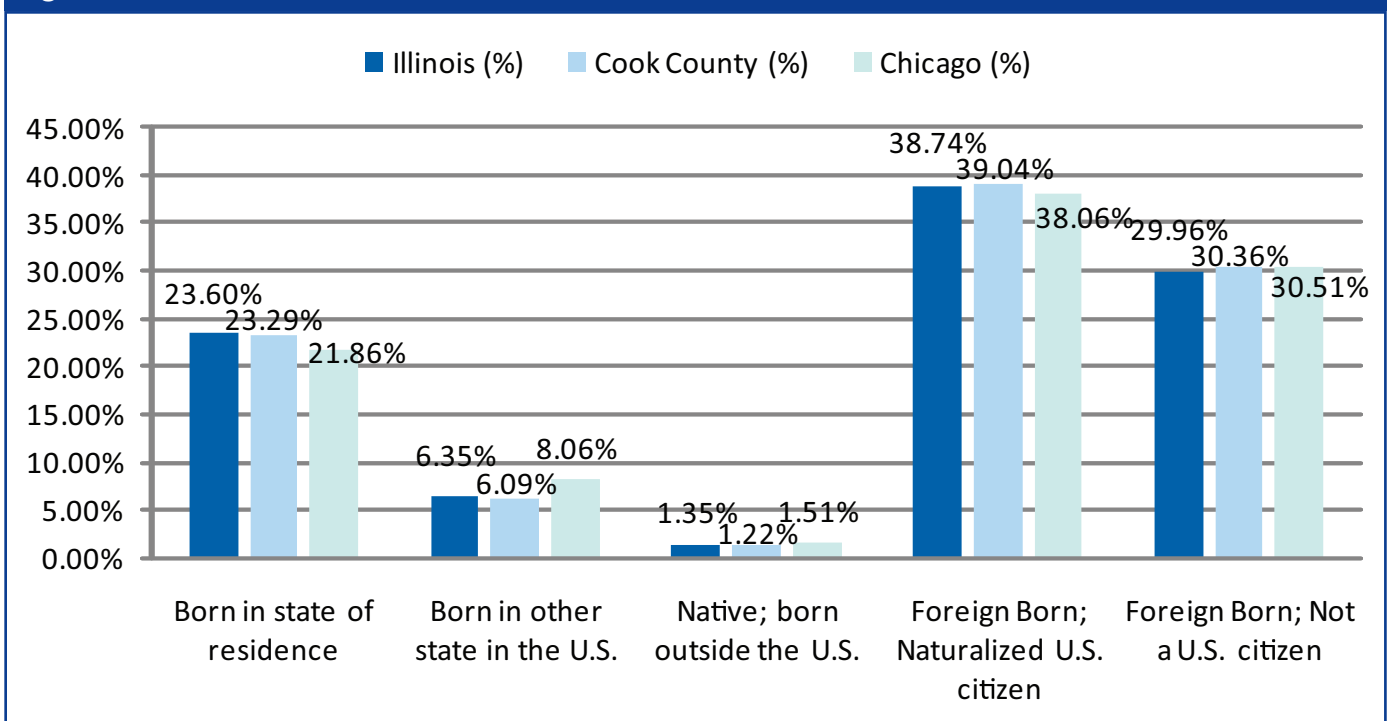 Illinois (%) Cook County (%) Chicago (%)
45.00%
40.00%
35.00%
30.00%
25.00%
20.00%
15.00%
10.00%
5.00%
0.00%
23.60%
23.29%
21.86%
6.35%
6.09%
8.06%
1.35%
1.22%
1.51%
38.74%
39.04%
38.06%
29.96%
30.36%
30.51%
Born in state of
residence
Born in other
state in the U.S.
Native; born
outside the U.S.
Foreign Born;
Naturalized U.S.
citizen
Foreign Born; Not
a U.S. citizen